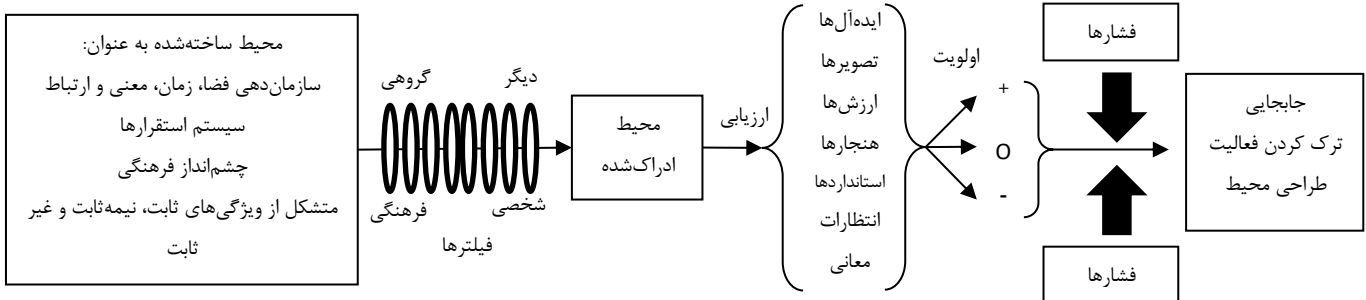 محیط ساخته‌شده به عنوان:
سازمان‌دهی فضا، زمان، معنی و ارتباط
سیستم استقرارها
چشم‌انداز فرهنگی
متشکل از ویژگی‌های ثابت، نیمه‌ثابت و غیر
ثابت
گروهی
دیگر
فرهنگی
شخصی
فیلترها
محیط
ادراک‌شده
ارزیابی
ایده‌آل‌ها
تصویرها
ارزش‌ها
هنجارها
استانداردها
انتظارات
معانی
اولویت
+
O
-
فشارها
فشارها
جابجایی
ترک کردن فعالیت
طراحی محیط